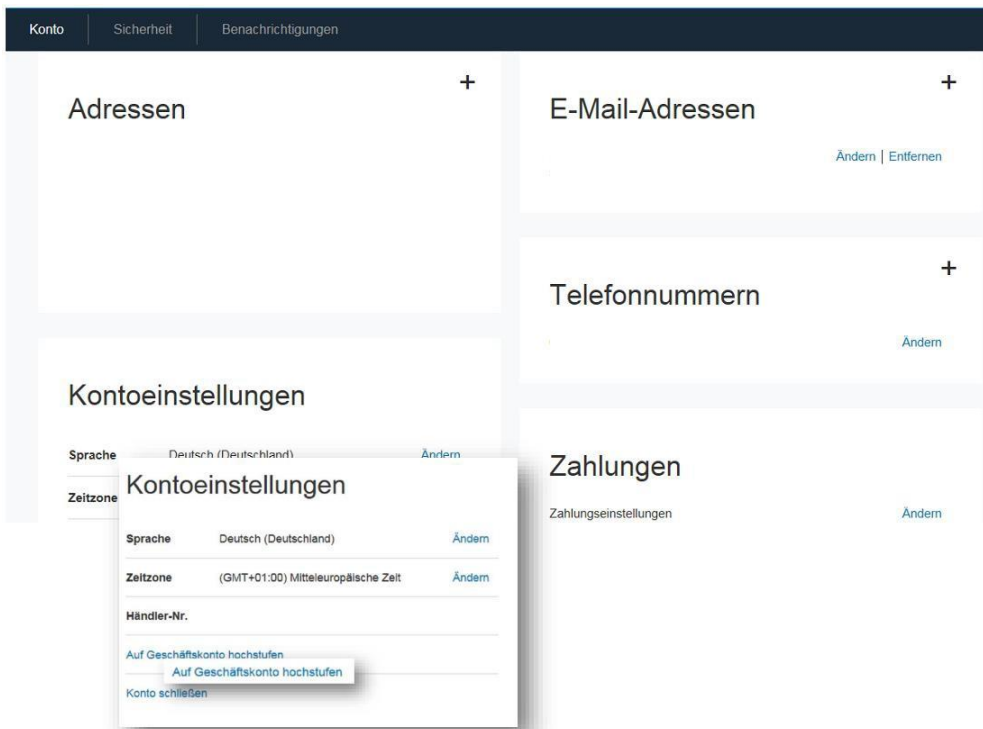 Konto
Sicherheit
Benachrichtigungen
+
Adressen
+
E-Mail-Adressen
Ändern | Entfernen
+
Telefonnummern
Ändern
Kontoeinstellungen
Sprache Deutsch (Deutschland) Ändern
Zeitzone
Zahlungen
Zahlungseinstellungen Ändern
Kontoeinstellungen
Sprache Deutsch (Deutschland) Ändern
Zeitzone (GMT+01:00) Mitteleuropäische Zeit Ändern
Händler-Nr.
Auf Geschäftskonto hochstufen
Auf Geschäftskonto hochstufen
Konto schließen